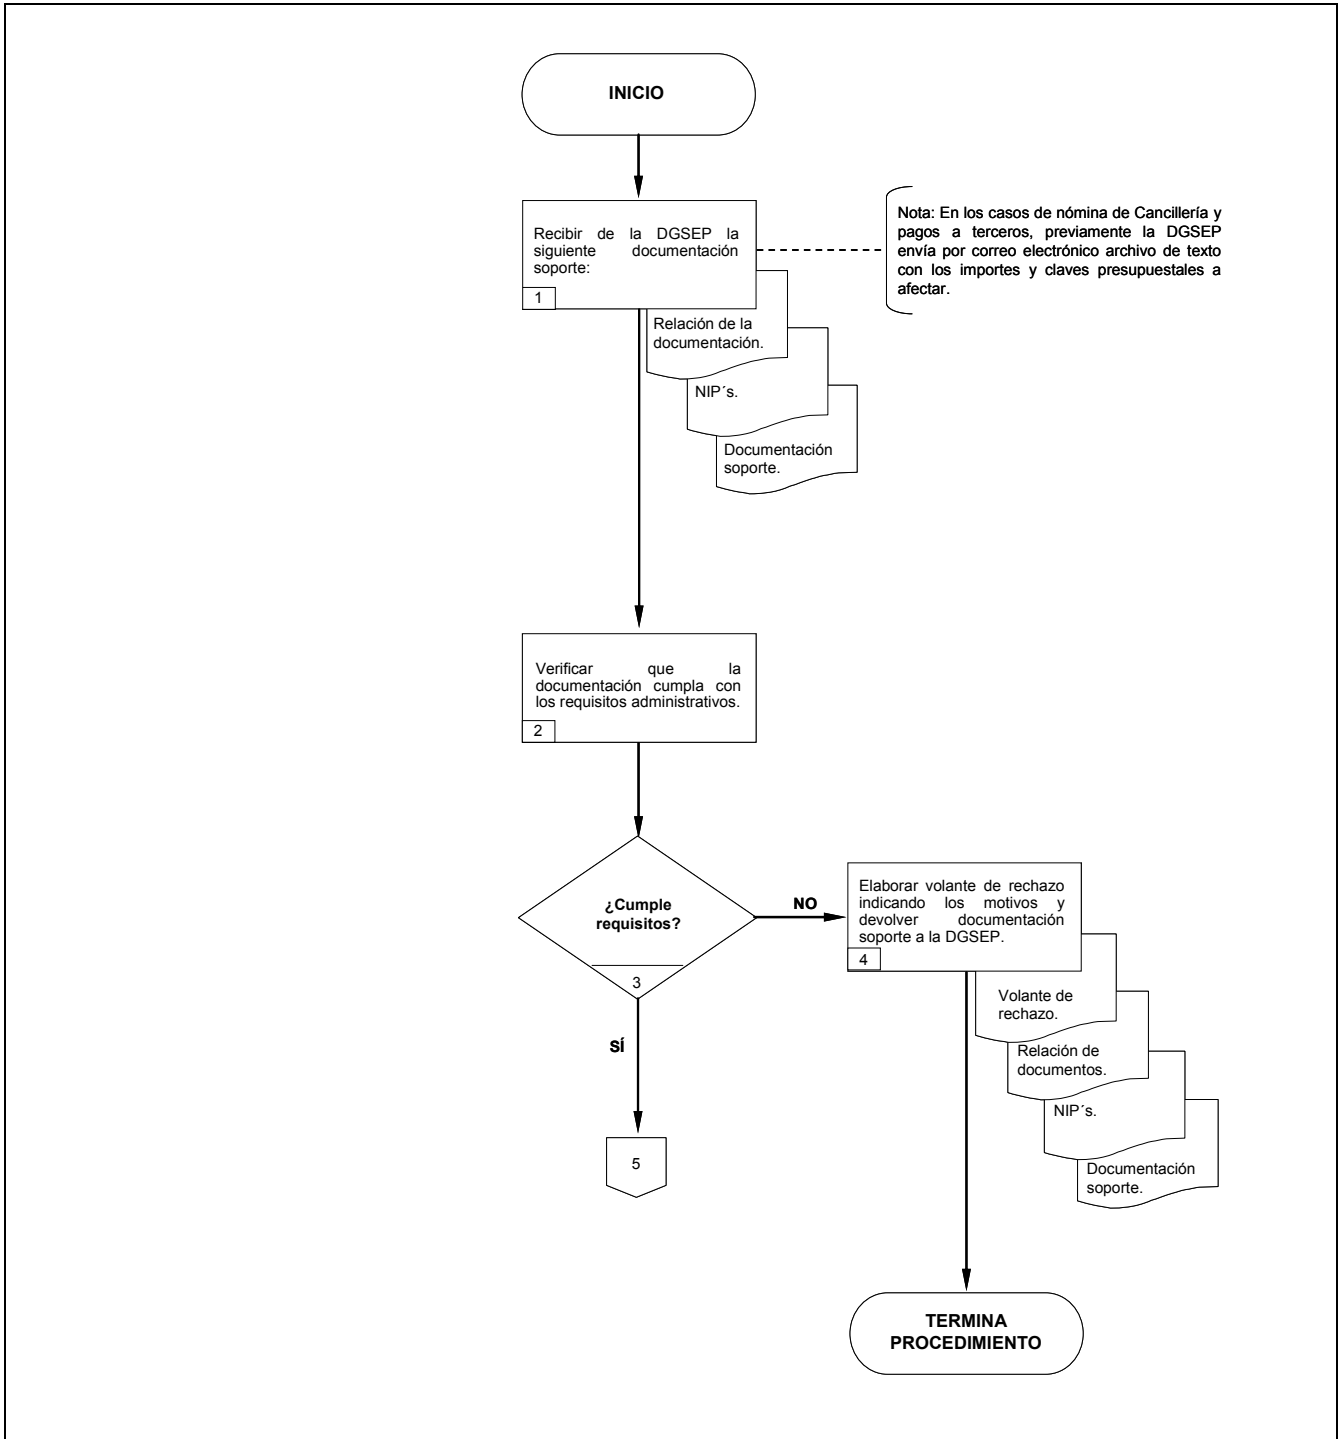 INICIO
Recibir de la DGSEP la
siguiente documentación
soporte:
1
Nota: En los casos de nómina de Cancillería y
pagos a terceros, previamente la DGSEP
envía por correo electrónico archivo de texto
con los importes y claves presupuestales a
afectar.
Relación de la
documentación.
NIP´s.
Documentación
soporte.
Verificar que la
documentación cumpla con
los requisitos administrativos.
2
¿Cumple
requisitos?
3
NO
Elaborar volante de rechazo
indicando los motivos y
devolver documentación
soporte a la DGSEP.
4
Volante de
rechazo.
Relación de
documentos.
NIP´s.
Documentación
soporte.
SÍ
5
TERMINA
PROCEDIMIENTO